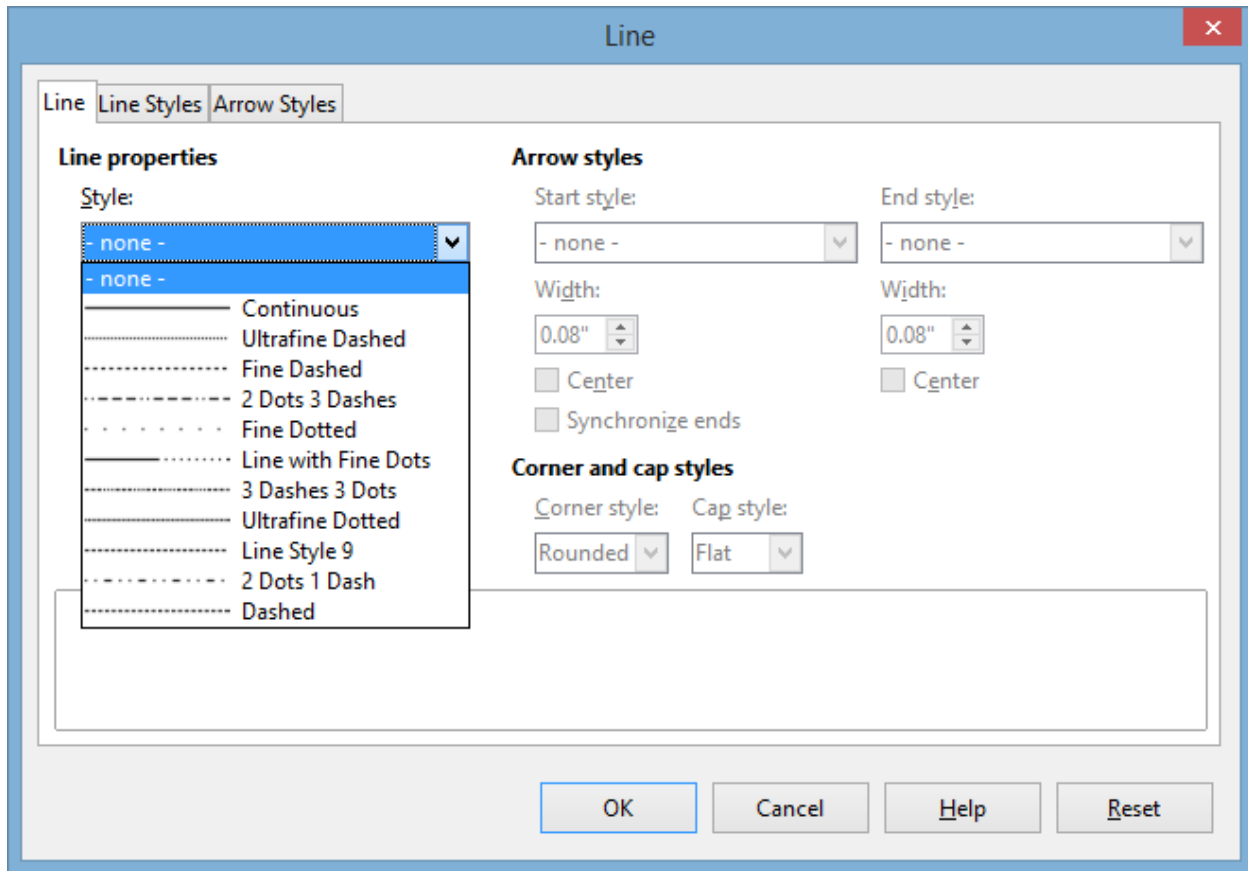 Line
Line Line Styles Arrow Styles
Line properties
Style:
- none -
- none -
Continuous
Ultrafine Dashed
Fine Dashed
2 Dots 3 Dashes
Fine Dotted
Line with Fine Dots
3 Dashes 3 Dots
Ultrafine Dotted
Line Style 9
2 Dots 1 Dash
Dashed
Arrow styles
Start style: End style:
- none - - none -
Width: Width:
0.08" 0.08"
Center Center
Synchronize ends
Corner and cap styles
Corner style: Cap style:
Rounded Flat
OK Cancel Help Reset